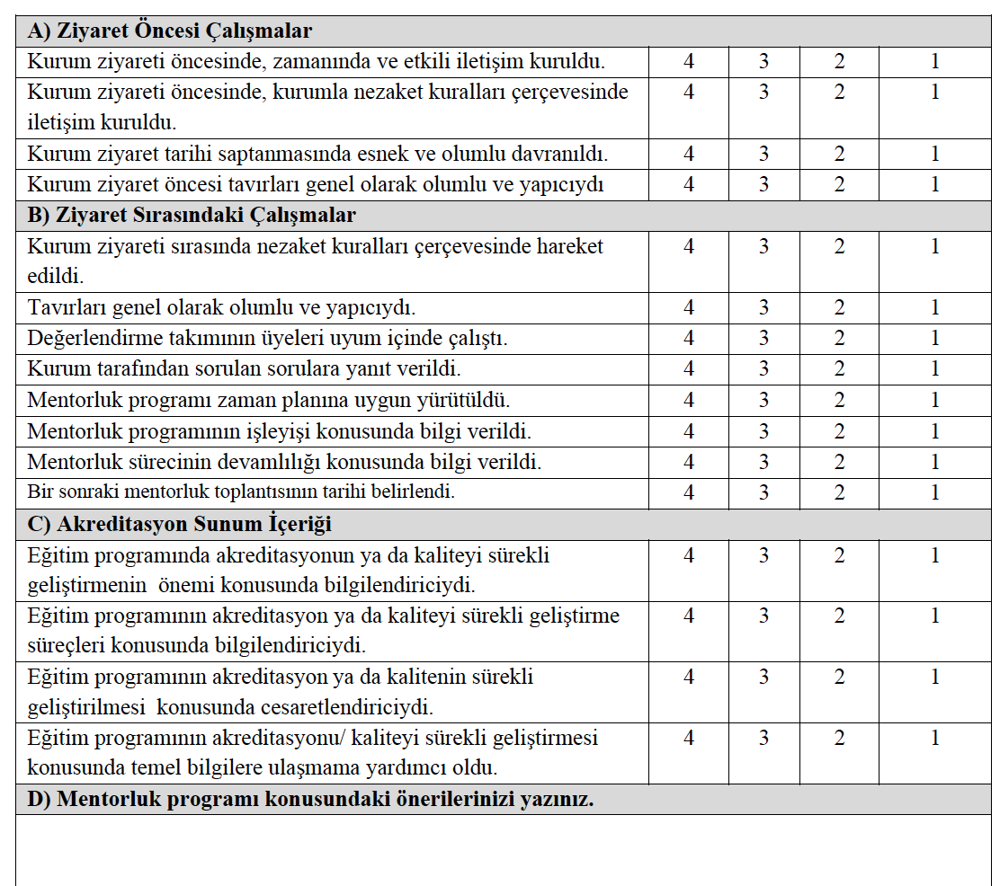 A) Ziyaret Öncesi Çalışmalar
Kurum ziyareti öncesinde, zamanında ve etkili iletişim kuruldu. 4 3 2 1
Kurum ziyareti öncesinde, kurumla nezaket kuralları çerçevesinde 4 3 2 1
iletişim kuruldu.
Kurum ziyaret tarihi saptanmasında esnek ve olumlu davranıldı. 4 3 2 1
Kurum ziyaret öncesi tavırları genel olarak olumlu ve yapıcıydı 4 3 2 1
B) Ziyaret Sırasındaki Çalışmalar
Kurum ziyareti sırasında nezaket kuralları çerçevesinde hareket 4 3 2 1
edildi.
Tavırları genel olarak olumlu ve yapıcıydı. 4 3 2 1
Değerlendirme takımının üyeleri uyum içinde çalıştı. 4 3 2 1
Kurum tarafından sorulan sorulara yanıt verildi. 4 3 2 1
Mentorluk programı zaman planına uygun yürütüldü. 4 3 2 1
Mentorluk programının işleyişi konusunda bilgi verildi. 4 3 2 1
Mentorluk sürecinin devamlılığı konusunda bilgi verildi. 4 3 2 1
Bir sonraki mentorluk toplantısının tarihi belirlendi. 4 3 2 1
C) Akreditasyon Sunum İçeriği
Eğitim programında akreditasyonun ya da kaliteyi sürekli 4 3 2 1
geliştirmenin  önemi konusunda bilgilendiriciydi.
Eğitim programının akreditasyon ya da kaliteyi sürekli geliştirme 4 3 2 1
süreçleri konusunda bilgilendiriciydi.
Eğitim programının akreditasyon ya da kalitenin sürekli 4 3 2 1
geliştirilmesi  konusunda cesaretlendiriciydi.
Eğitim programının akreditasyonu/ kaliteyi sürekli geliştirmesi 4 3 2 1
konusunda temel bilgilere ulaşmama yardımcı oldu.
D) Mentorluk programı konusundaki önerilerinizi yazınız.